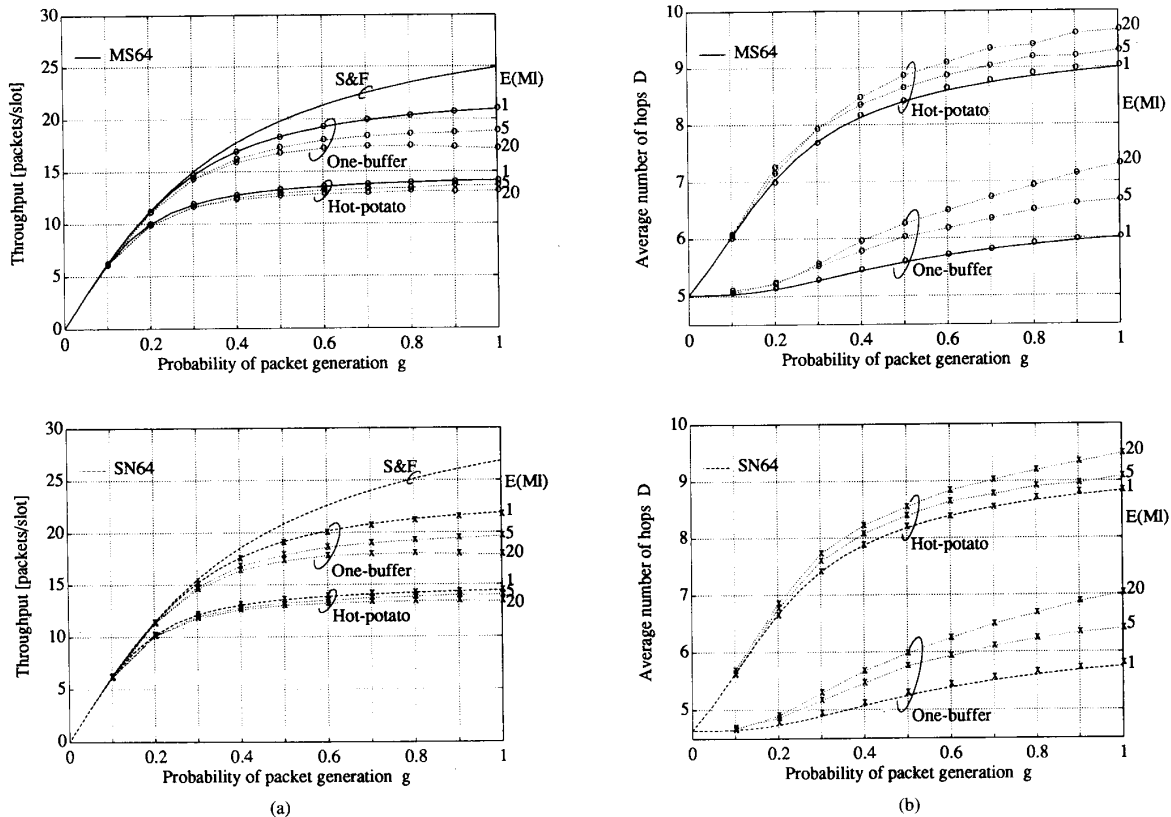 30
25
20
15
10
5
0
Throughput [packets/slot]
MS64
S&F
E(Ml)
1
5
20
One-buffer
1
5
20
Hot-potato
0
0.2
0.4
0.6
0.8
1
Probability of packet generation g
10
9
8
7
6
5
Average number of hops D
MS64
20
5
1
E(Ml)
Hot-potato
20
5
1
One-buffer
0
0.2
0.4
0.6
0.8
1
Probability of packet generation g
30
25
20
15
10
5
0
Throughput [packets/slot]
SN64
S&F
E(Ml)
1
5
20
One-buffer
1
5
20
Hot-potato
0
0.2
0.4
0.6
0.8
1
Probability of packet generation g
(a)
10
9
8
7
6
5
Average number of hops D
SN64
20
5
1
E(Ml)
Hot-potato
20
5
1
One-buffer
0
0.2
0.4
0.6
0.8
1
Probability of packet generation g
(b)